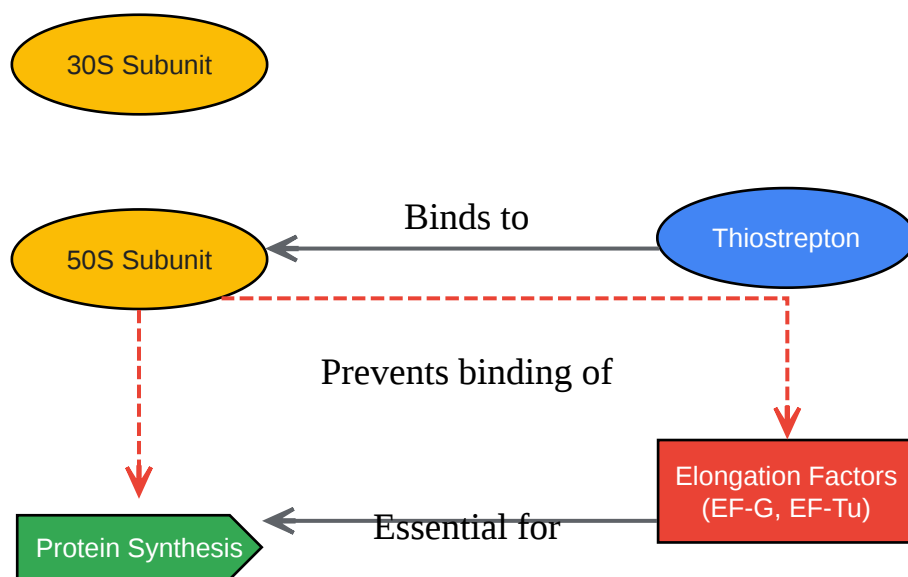 30S Subunit
Binds to
50S Subunit
Thiostrepton
Prevents binding of
Elongation Factors
(EF-G, EF-Tu)
Essential for
Protein Synthesis